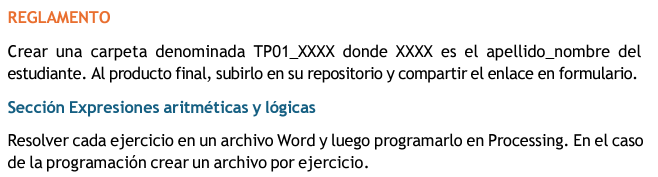 REGLAMENTO
Crear una carpeta denominada TP01_XXXX donde XXXX es el apellido_nombre del
estudiante. Al producto final, subirlo en su repositorio y compartir el enlace en formulario.
Sección Expresiones aritméticas y lógicas
Resolver cada ejercicio en un archivo Word y luego programarlo en Processing. En el caso
de la programación crear un archivo por ejercicio.